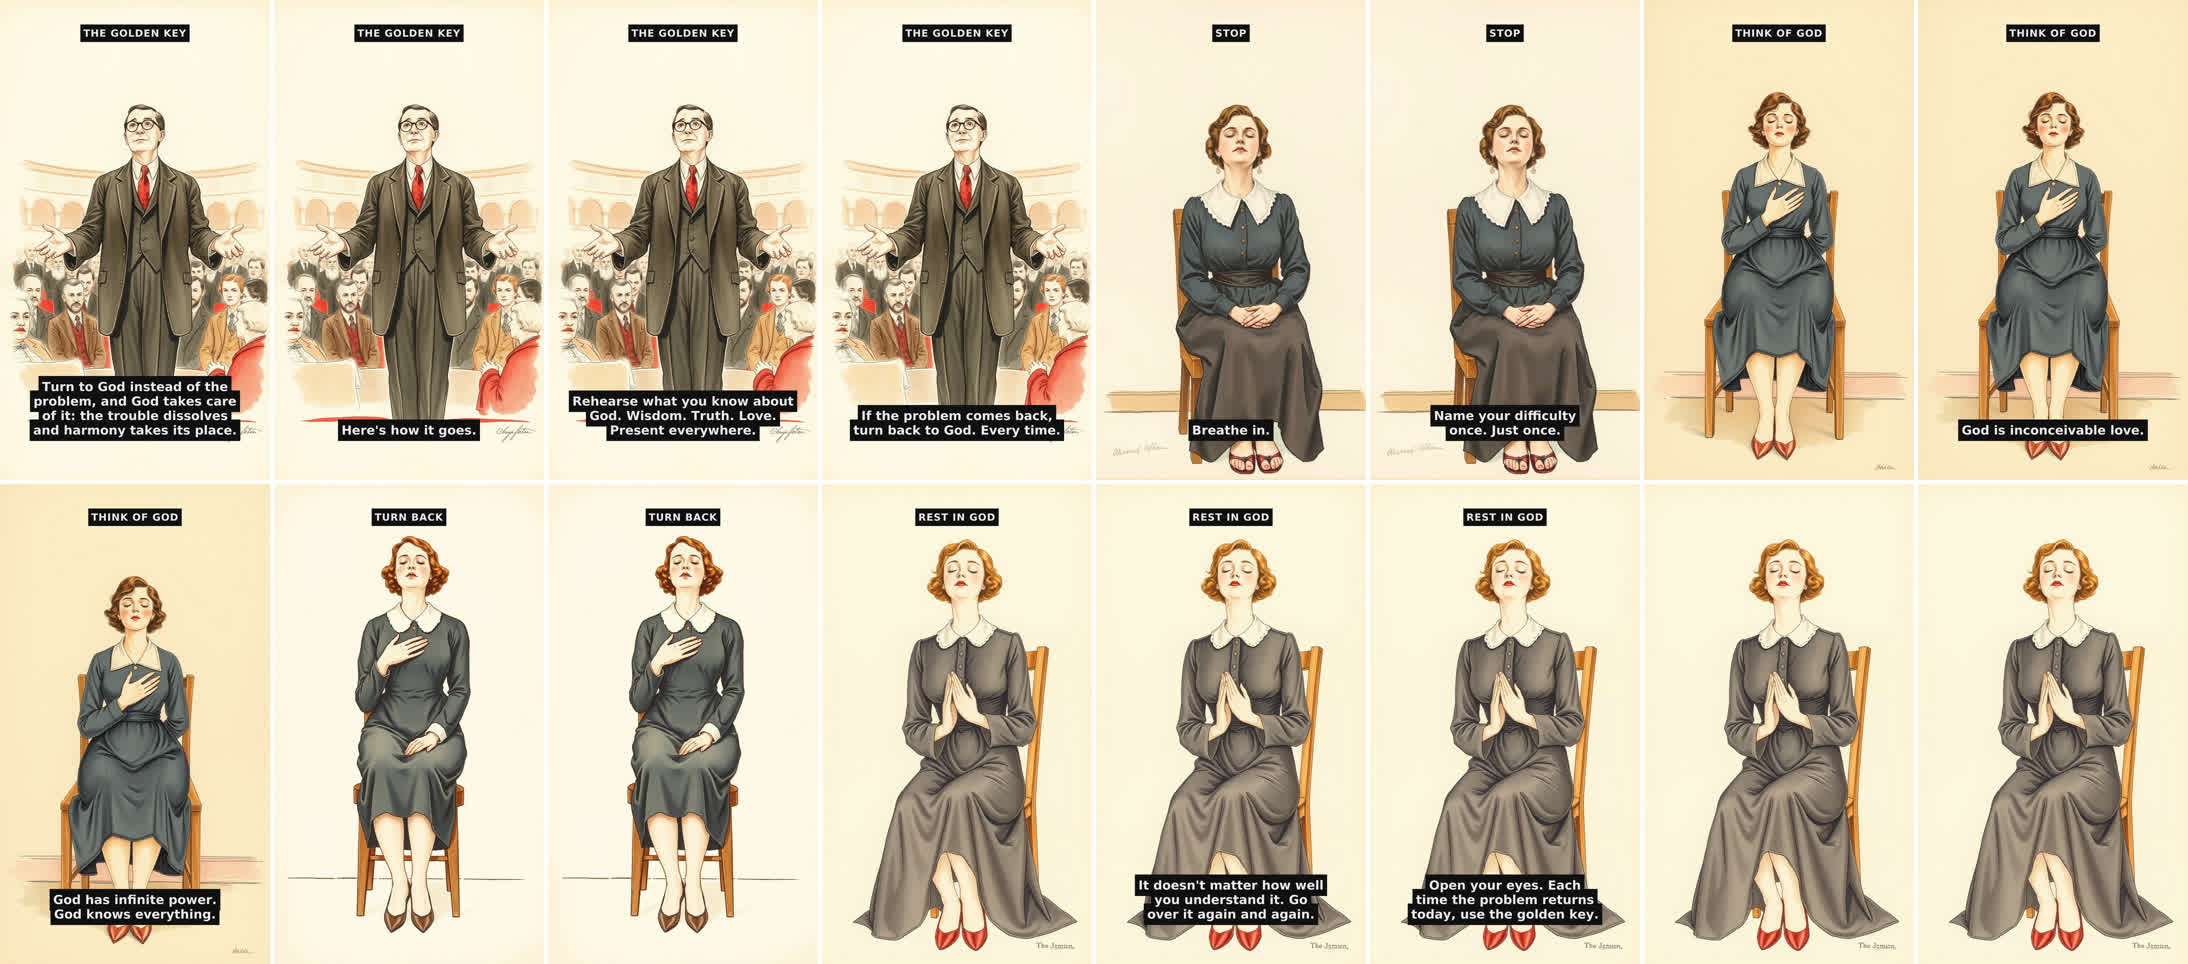 THE GOLDEN KEY
Turn to God instead of the
problem, and God takes care
of it: the trouble dissolves
and harmony takes its place.
THE GOLDEN KEY
Here's how it goes.
THE GOLDEN KEY
Rehearse what you know about
God. Wisdom. Truth. Love.
Present everywhere.
THE GOLDEN KEY
If the problem comes back,
turn back to God. Every time.
STOP
Breathe in.
STOP
Name your difficulty
once. Just once.
THINK OF GOD
THINK OF GOD
God is inconceivable love.
THINK OF GOD
God has infinite power.
God knows everything.
TURN BACK
TURN BACK
REST IN GOD
REST IN GOD
It doesn't matter how well
you understand it. Go
over it again and again.
REST IN GOD
Open your eyes. Each
time the problem returns
today, use the golden key.